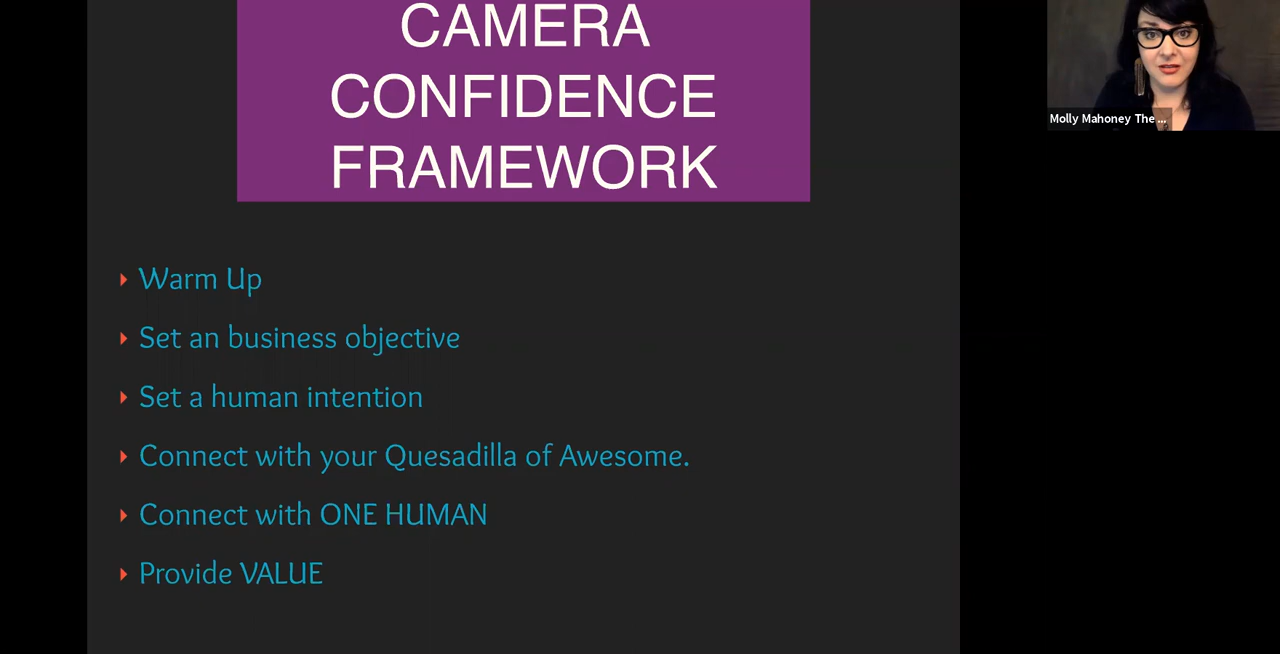 CAMERA
CONFIDENCE
FRAMEWORK
Warm Up
Set an business objective
Set a human intention
Connect with your Quesadilla of Awesome.
Connect with ONE HUMAN
Provide VALUE
Molly Mahoney The ...